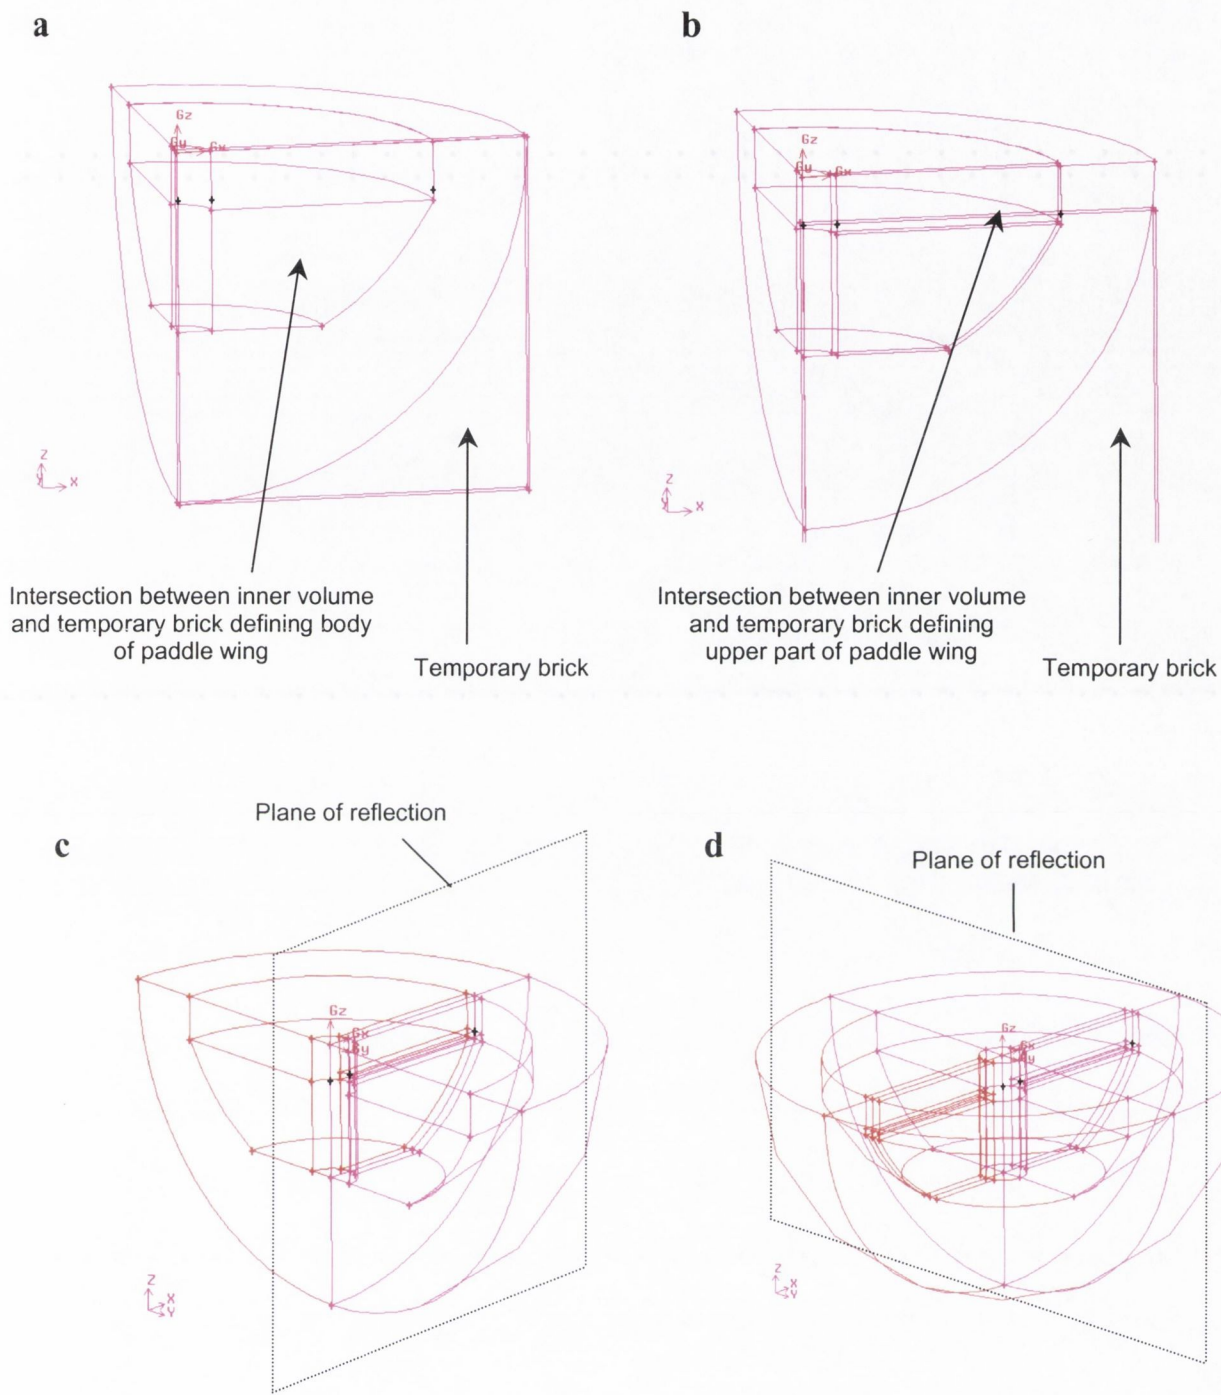 a
b
Gz
Gy Gx
Gz
Gy Gx
Z
Y X
Z
Y X
Intersection between inner volume
and temporary brick defining body
of paddle wing
Temporary brick
Intersection between inner volume
and temporary brick defining
upper part of paddle wing
Temporary brick
Plane of reflection
c
d
Plane of reflection
Gz
Gx
Gy
Gz
Gx
Gy
Z
X
Y
Z
X
Y